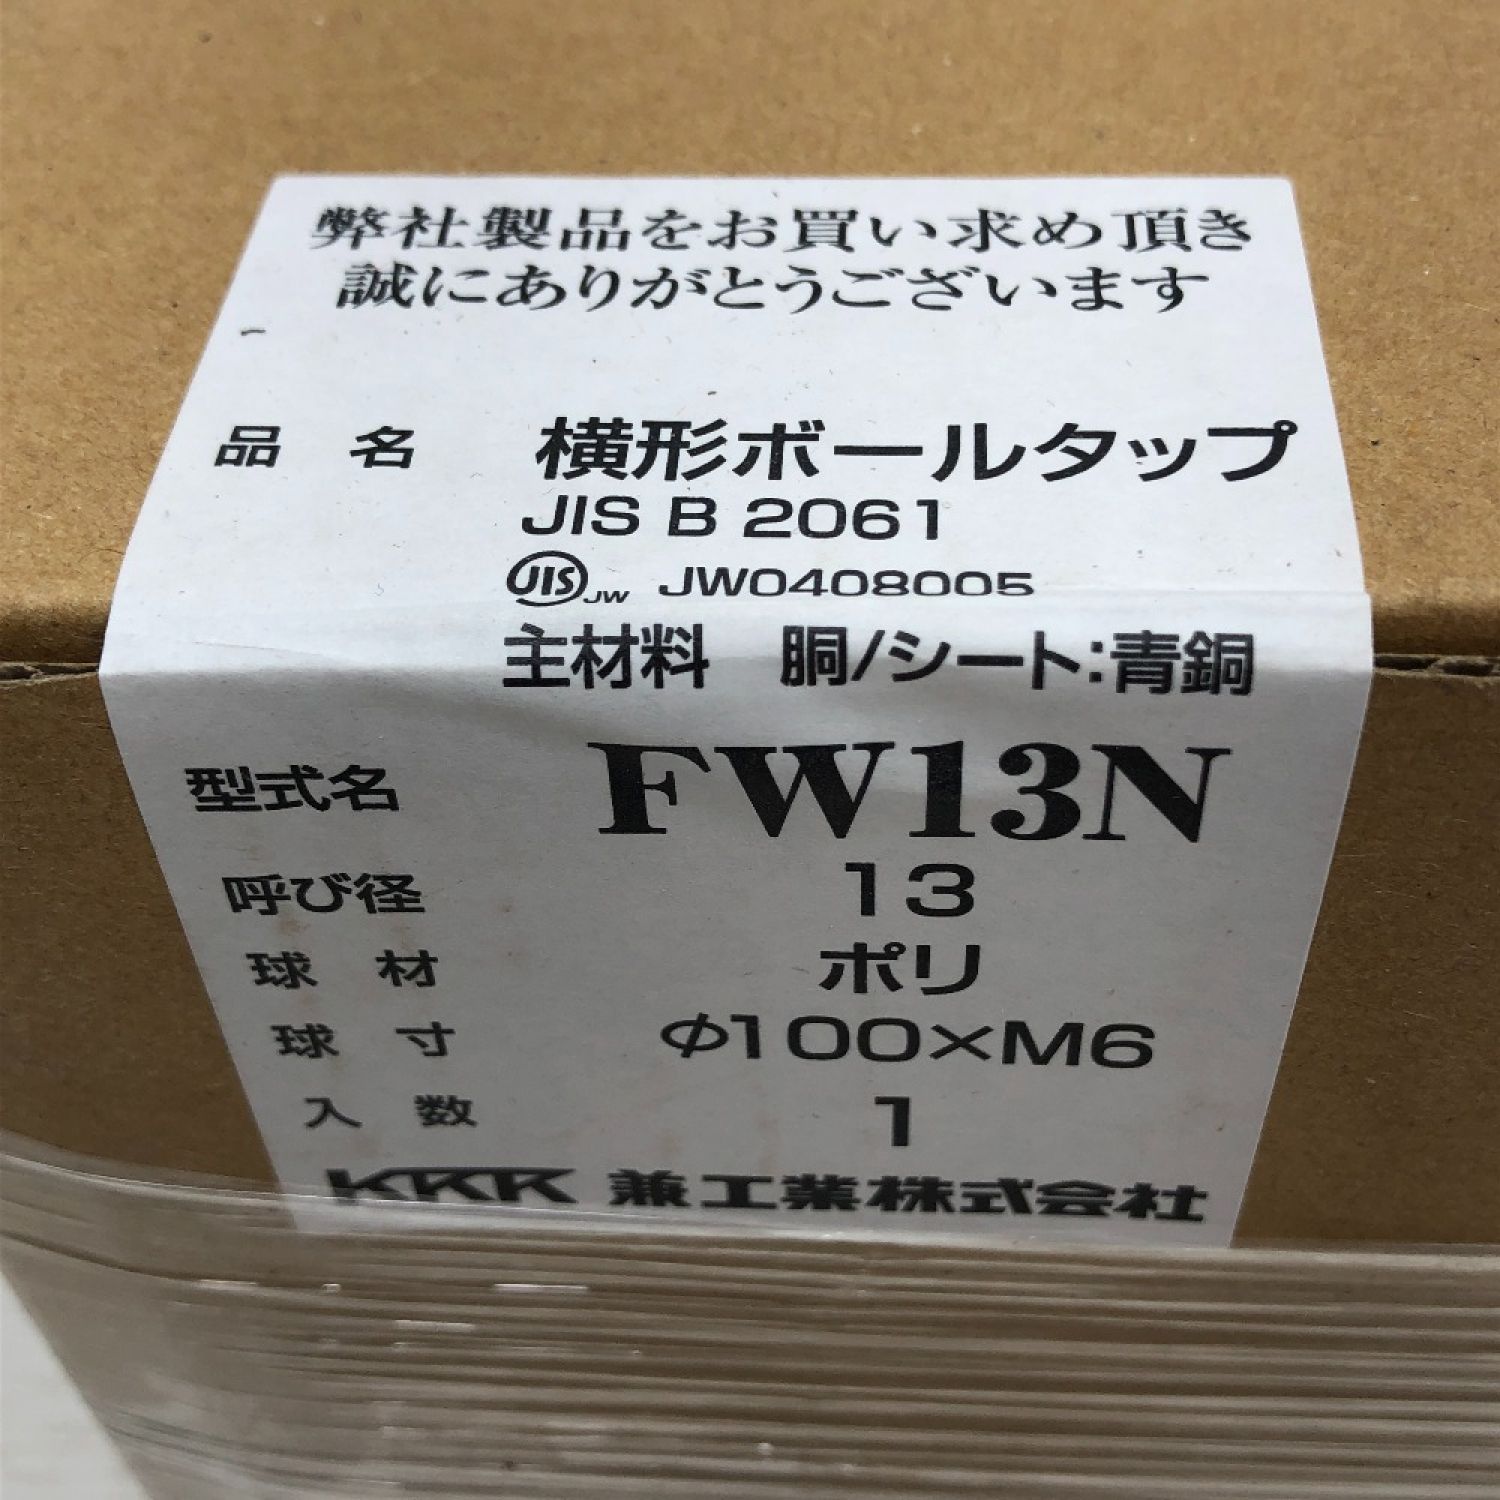 弊社製品をお買い求め頂き
誠にありがとうございます
品名 横形ボールタップ
JIS B 2061
JIS JW JW0408005
主材料 胴/シート:青銅
型式名 FW13N
呼び径 13
球材 ポリ
球寸 Φ100×M6
入数 1
KKK 兼工業株式会社